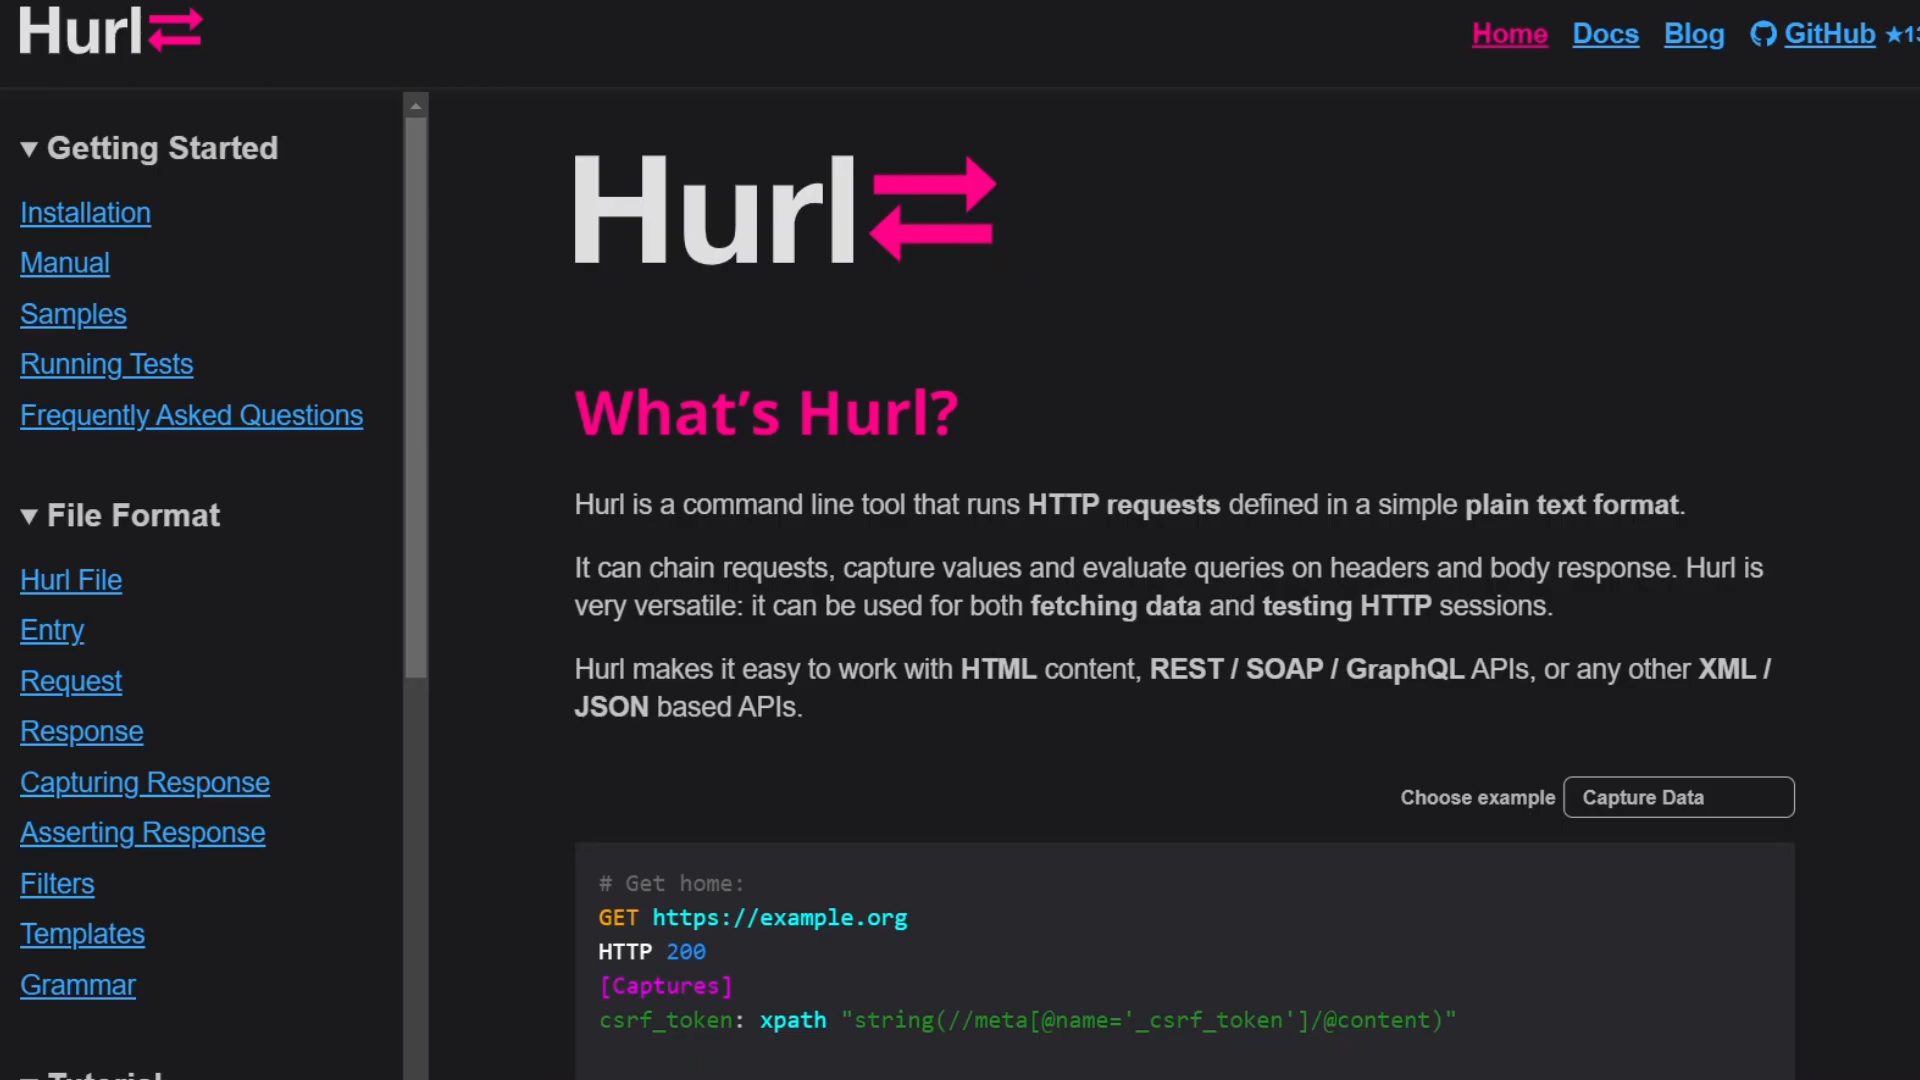 Hurl
Home Docs Blog GitHub ★13
Getting Started
Installation
Manual
Samples
Running Tests
Frequently Asked Questions
File Format
Hurl File
Entry
Request
Response
Capturing Response
Asserting Response
Filters
Templates
Grammar
Tutorial
Hurl
What’s Hurl?
Hurl is a command line tool that runs HTTP requests defined in a simple plain text format.
It can chain requests, capture values and evaluate queries on headers and body response. Hurl is
very versatile: it can be used for both fetching data and testing HTTP sessions.
Hurl makes it easy to work with HTML content, REST / SOAP / GraphQL APIs, or any other XML /
JSON based APIs.
Choose example Capture Data
# Get home:
GET https://example.org
HTTP 200
[Captures]
csrf_token: xpath "string(//meta[@name='_csrf_token']/@content)"